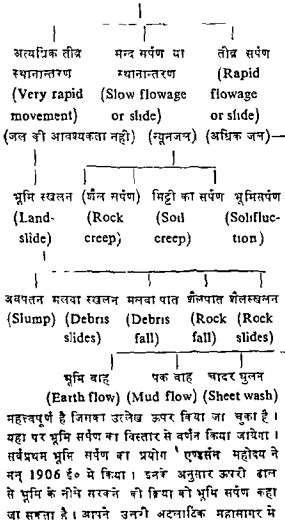 अत्यधिक तीव्र मन्द सर्पण या तीव्र सर्पण
स्थानान्तरण स्थानान्तरण (Rapid
(Very rapid (Slow flowage flowage
movement) or slide) or slide)
(जल की आवश्यकता नही) (न्यूनजल) (अधिक जल)
भूमि स्खलन (शैल सर्पण) मिट्टी का सर्पण भूमिसर्पण
(Land- (Rock (Soil (Solifluc-
slide) creep) creep) tion)
अवपतन मलवा स्खलन मलवा पात शैलपात शैलस्खलन
(Slump) (Debris (Debris (Rock (Rock
slides) fall) fall) slides)
भूमि वाह पक वाह चादर धुलन
(Earth flow) (Mud flow) (Sheet wash)
महत्त्वपूर्ण है जिसका उल्लेख ऊपर किया जा चुका है।
यहा पर भूमि सर्पण का विस्तार से वर्णन किया जायेगा।
सर्वप्रथम भूमि सर्पण का प्रयोग 'एण्डर्सन महोदय ने
सन् 1906 ई० मे किया। इनके अनुसार ऊपरी ढाल
से भूमि के नीचे सरकने की क्रिया को भूमि सर्पण कहा
जा सकता है। आपने उत्तरी अटलाटिक महासागर मे